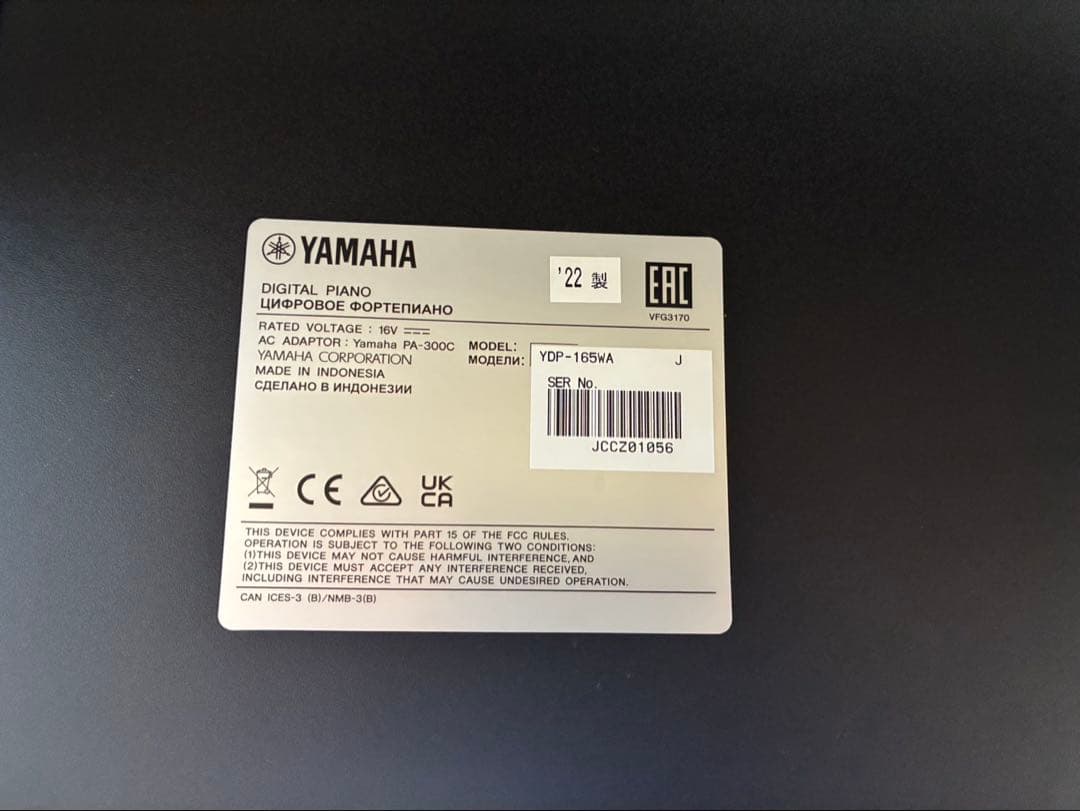 YAMAHA
'22 製
EAC
VFG3170
DIGITAL PIANO
ЦИФРОВОЕ ФОРТЕПИАНО
RATED VOLTAGE : 16V
AC ADAPTOR : Yamaha PA-300C
YAMAHA CORPORATION
MADE IN INDONESIA
СДЕЛАНО В ИНДОНЕЗИИ
MODEL:
МОДЕЛИ:
YDP-165WA J
SER No.
JCCZ01056
CE
UK
CA
THIS DEVICE COMPLIES WITH PART 15 OF THE FCC RULES.
OPERATION IS SUBJECT TO THE FOLLOWING TWO CONDITIONS:
(1)THIS DEVICE MAY NOT CAUSE HARMFUL INTERFERENCE, AND
(2)THIS DEVICE MUST ACCEPT ANY INTERFERENCE RECEIVED,
INCLUDING INTERFERENCE THAT MAY CAUSE UNDESIRED OPERATION.
CAN ICES-3 (B)/NMB-3(B)